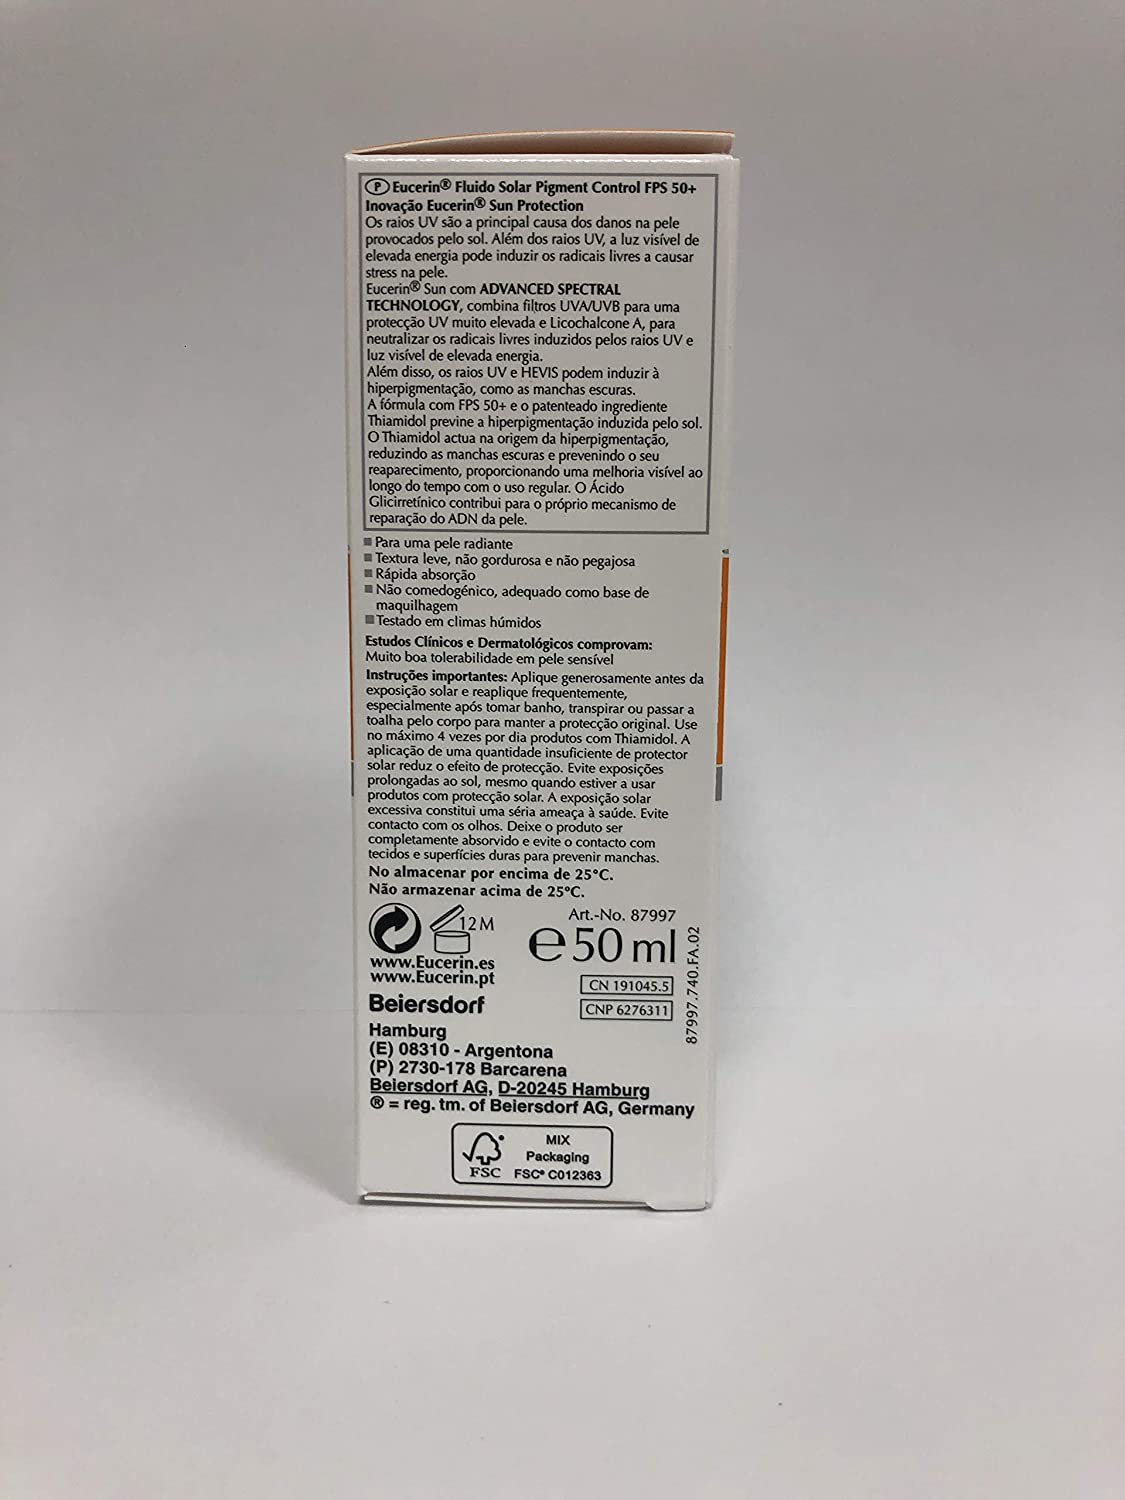 P Eucerin® Fluido Solar Pigment Control FPS 50+
Inovação Eucerin® Sun Protection
Os raios UV são a principal causa dos danos na pele
provocados pelo sol. Além dos raios UV, a luz visível de
elevada energia pode induzir os radicais livres a causar
stress na pele.
Eucerin® Sun com ADVANCED SPECTRAL
TECHNOLOGY, combina filtros UVA/UVB para uma
protecção UV muito elevada e Licochalcone A, para
neutralizar os radicais livres induzidos pelos raios UV e
luz visível de elevada energia.
Além disso, os raios UV e HEVIS podem induzir à
hiperpigmentação, como as manchas escuras.
A fórmula com FPS 50+ e o patenteado ingrediente
Thiamidol previne a hiperpigmentação induzida pelo sol.
O Thiamidol actua na origem da hiperpigmentação,
reduzindo as manchas escuras e prevenindo o seu
reaparecimento, proporcionando uma melhoria visível ao
longo do tempo com o uso regular. O Ácido
Glicirretínico contribui para o próprio mecanismo de
reparação do ADN da pele.
Para uma pele radiante
Textura leve, não gordurosa e não pegajosa
Rápida absorção
Não comedogénico, adequado como base de
maquilhagem
Testado em climas húmidos
Estudos Clínicos e Dermatológicos comprovam:
Muito boa tolerabilidade em pele sensível
Instruções importantes: Aplique generosamente antes da
exposição solar e reaplique frequentemente,
especialmente após tomar banho, transpirar ou passar a
toalha pelo corpo para manter a protecção original. Use
no máximo 4 vezes por dia produtos com Thiamidol. A
aplicação de uma quantidade insuficiente de protector
solar reduz o efeito de protecção. Evite exposições
prolongadas ao sol, mesmo quando estiver a usar
produtos com protecção solar. A exposição solar
excessiva constitui uma séria ameaça à saúde. Evite
contacto com os olhos. Deixe o produto ser
completamente absorvido e evite o contacto com
tecidos e superfícies duras para prevenir manchas.
No almacenar por encima de 25°C.
Não armazenar acima de 25ºC.
12 M
Art.-No. 87997
e 50 ml
www.Eucerin.es
www.Eucerin.pt
CN 191045.5
CNP 6276311
87997.740.FA.02
Beiersdorf
Hamburg
(E) 08310 - Argentona
(P) 2730-178 Barcarena
Beiersdorf AG, D-20245 Hamburg
® = reg. tm. of Beiersdorf AG, Germany
FSC
MIX
Packaging
FSC® C012363